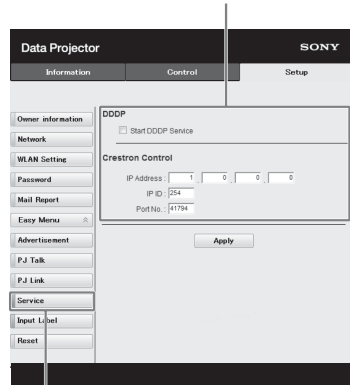 Data Projector
SONY
Information
Control
Setup
Owner information
Network
WLAN Setting
Password
Mail Report
Easy Menu
Advertisement
PJ Talk
PJ Link
Service
Input Label
Reset
DDDP
Start DDDP Service
Crestron Control
IP Address : 1 . 0 . 0 . 0
IP ID : 254
Port No. : 41794
Apply